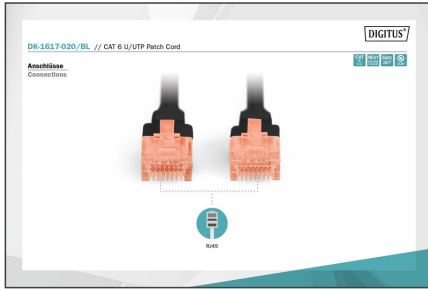 DIGITUS®
DK-1617-020/BL // CAT 6 U/UTP Patch Cord
Anschlüsse
Connections
RJ45